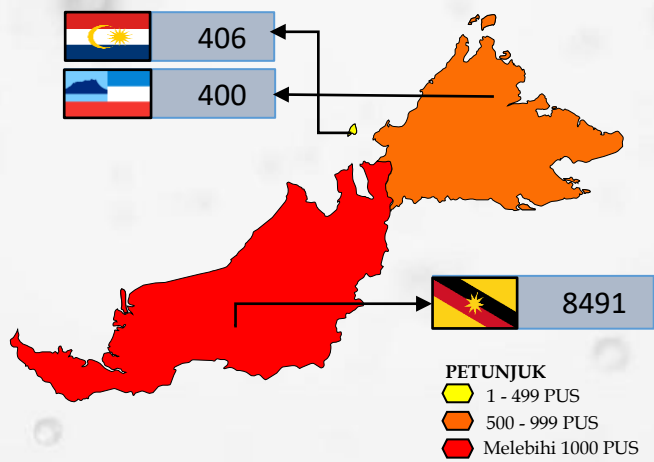 406
400
8491
PETUNJUK
1 - 499 PUS
500 - 999 PUS
Melebihi 1000 PUS